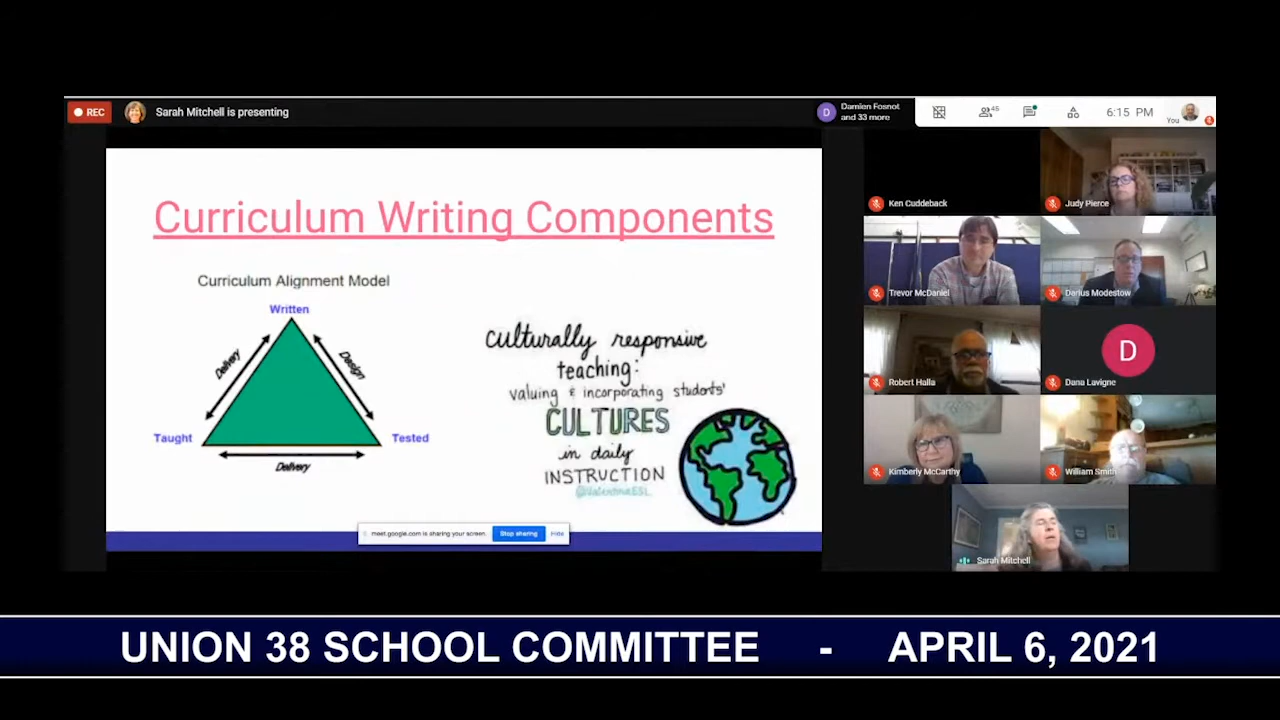 REC
Sarah Mitchell is presenting
D
Damien Fosnot
and 33 more
45
6:15 PM
You
Curriculum Writing Components
Curriculum Alignment Model
Written
Delivery
Design
Taught
Tested
Delivery
culturally responsive
teaching:
valuing & incorporating students'
CULTURES
in daily
INSTRUCTION
@ValentinaESL
meet.google.com is sharing your screen.
Stop sharing
Hide
Ken Cuddeback
Judy Pierce
Trevor McDaniel
Darius Modestow
Robert Halla
D
Dana Lavigne
Kimberly McCarthy
William Smith
Sarah Mitchell
UNION 38 SCHOOL COMMITTEE - APRIL 6, 2021